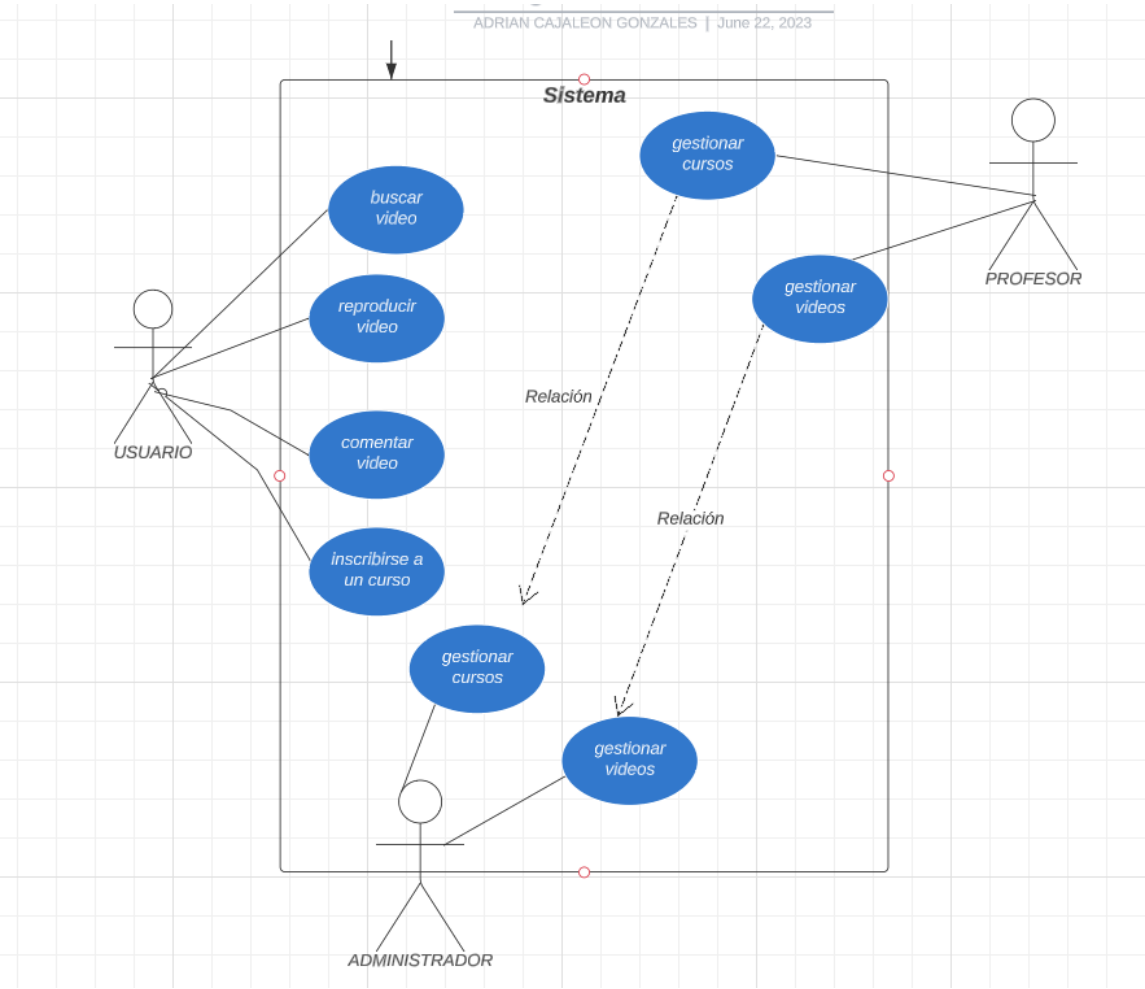 ADRIAN CAJALEON GONZALES | June 22, 2023
Sistema
gestionar
cursos
buscar
video
gestionar
videos
PROFESOR
reproducir
video
Relación
comentar
video
USUARIO
Relación
inscribirse a
un curso
gestionar
cursos
gestionar
videos
ADMINISTRADOR